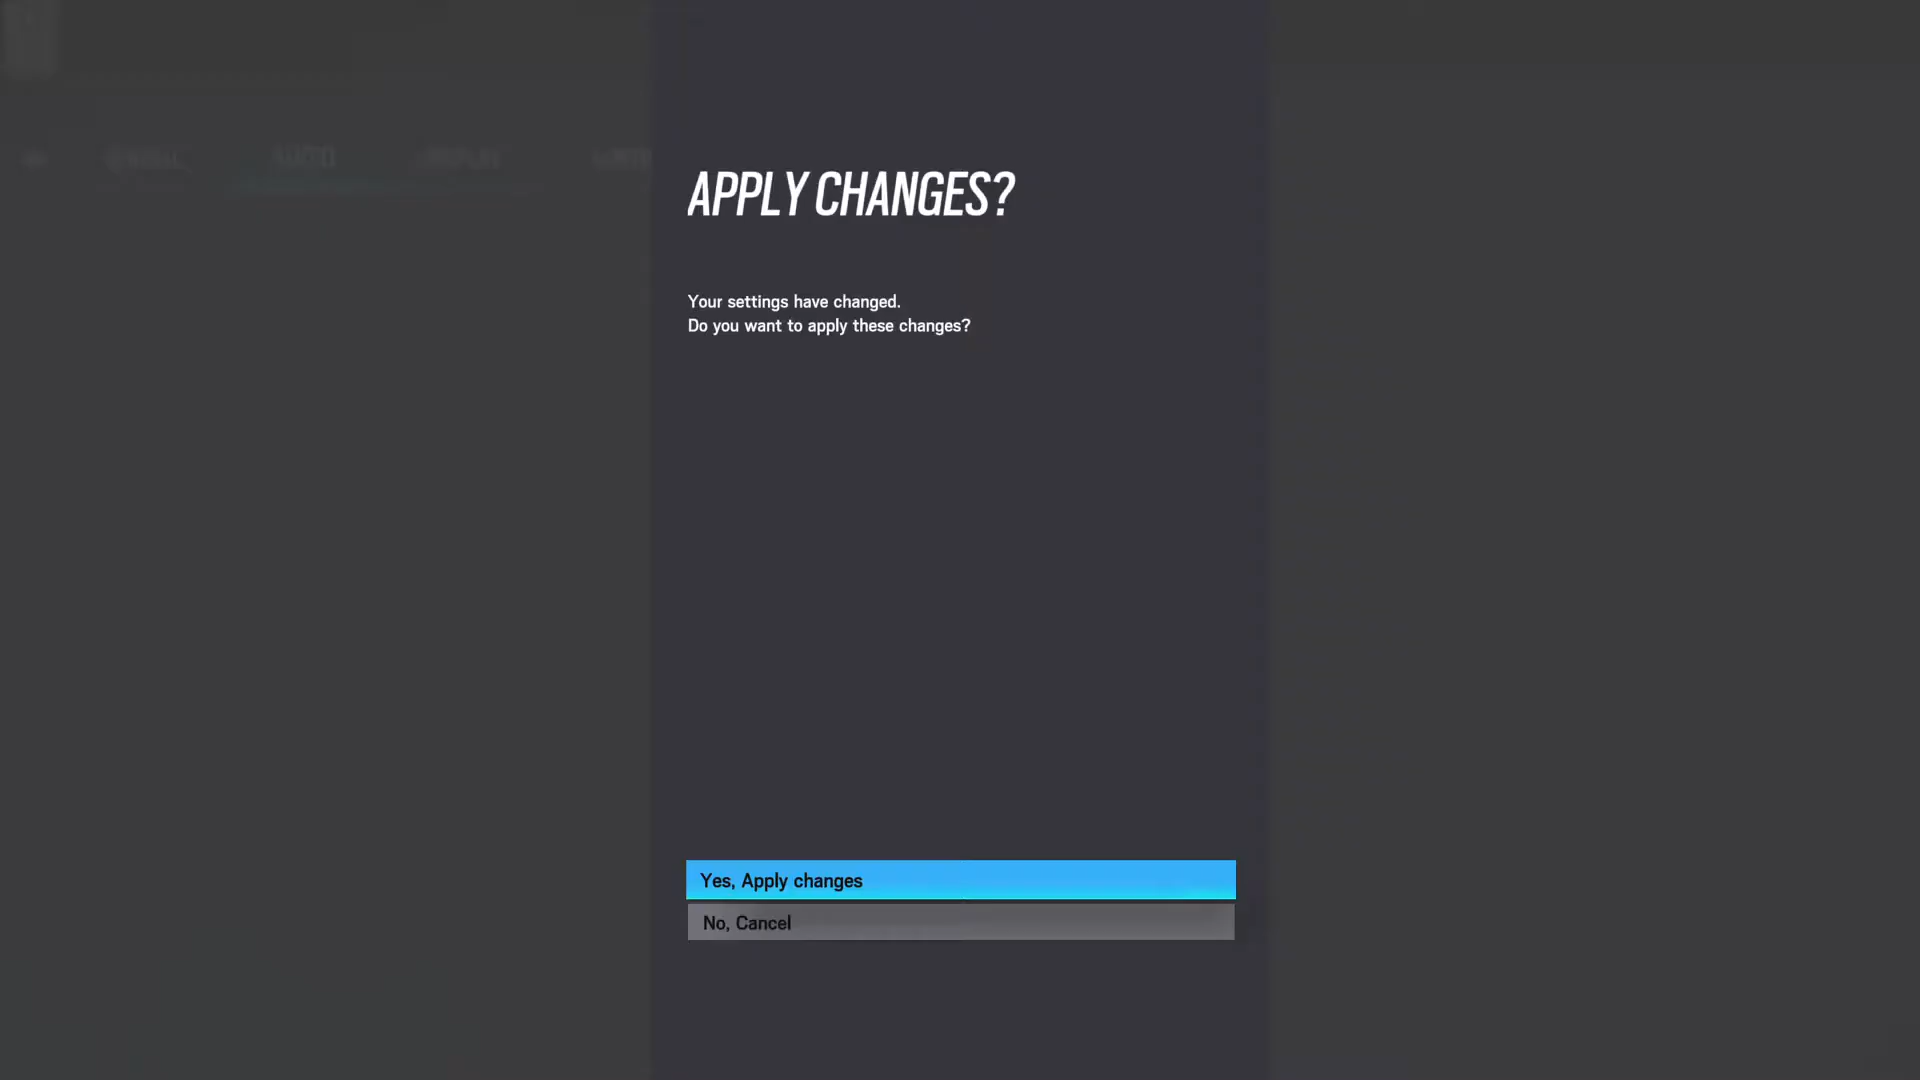 APPLY CHANGES?
Your settings have changed.
Do you want to apply these changes?
Yes, Apply changes
No, Cancel